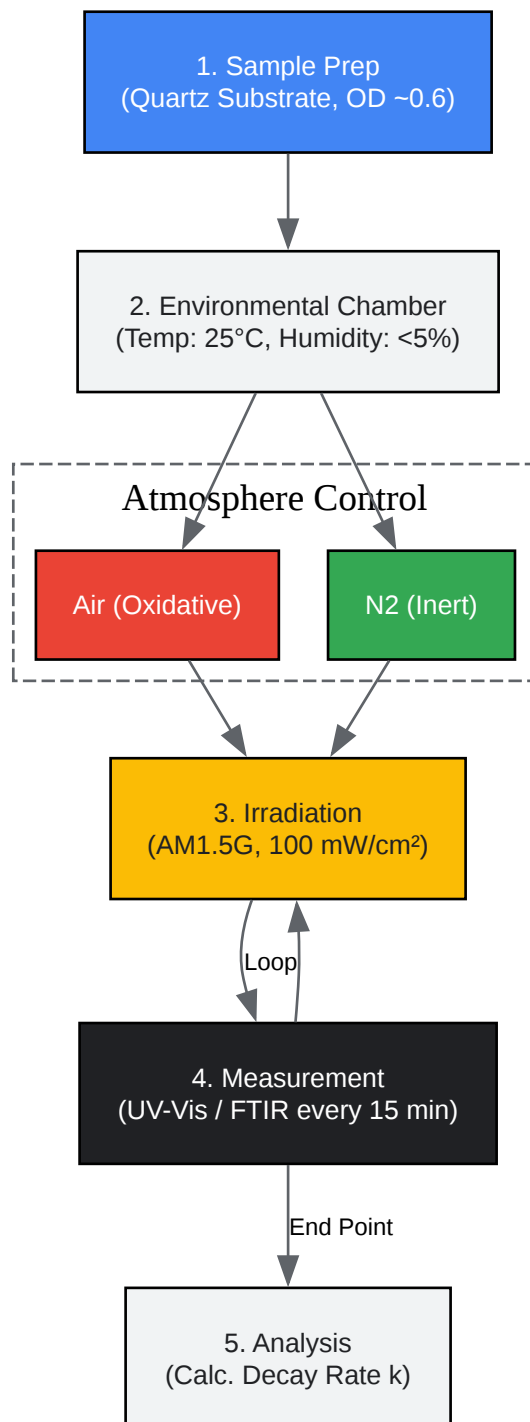 1. Sample Prep
(Quartz Substrate, OD ~0.6)
2. Environmental Chamber
(Temp: 25°C, Humidity: <5%)
Atmosphere Control
Air (Oxidative)
N2 (Inert)
3. Irradiation
(AM1.5G, 100 mW/cm²)
Loop
4. Measurement
(UV-Vis / FTIR every 15 min)
End Point
5. Analysis
(Calc. Decay Rate k)